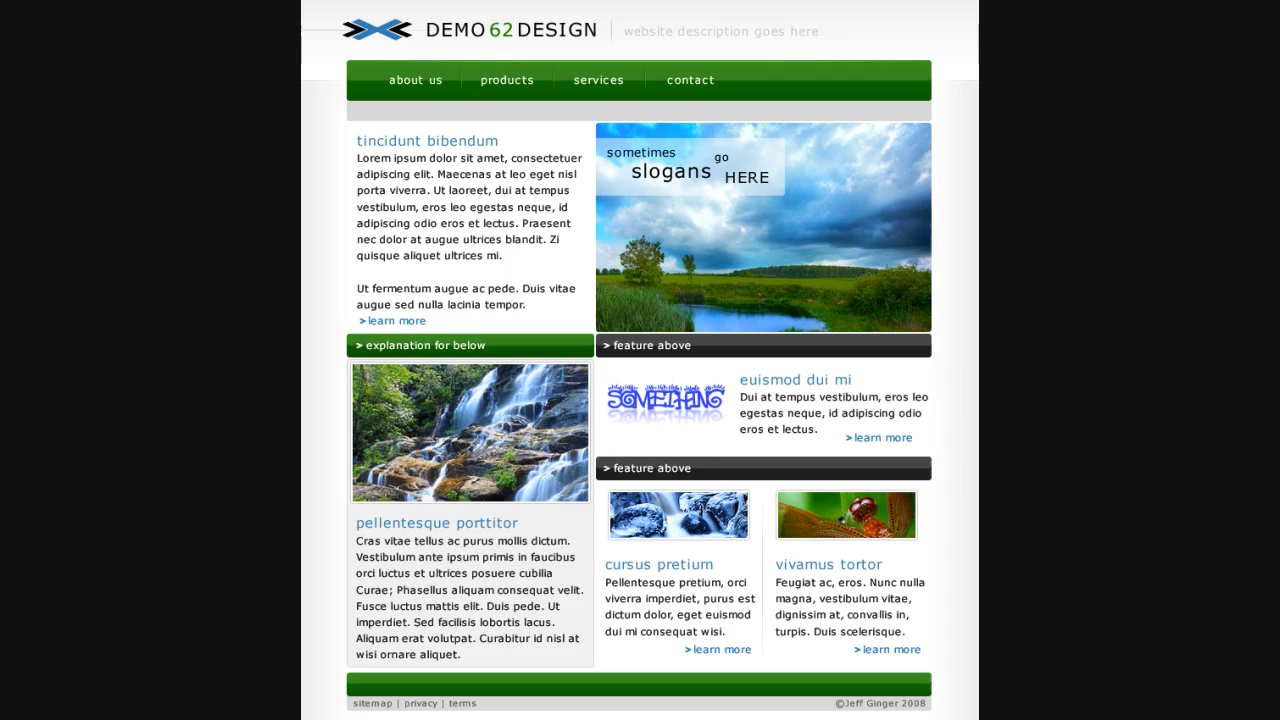 DEMO 62 DESIGN
website description goes here
about us
products
services
contact
tincidunt bibendum
Lorem ipsum dolor sit amet, consectetuer
adipiscing elit. Maecenas at leo eget nisl
porta viverra. Ut laoreet, dui at tempus
vestibulum, eros leo egestas neque, id
adipiscing odio eros et lectus. Praesent
nec dolor at augue ultrices blandit. Zi
quisque aliquet ultrices mi.
Ut fermentum augue ac pede. Duis vitae
augue sed nulla lacinia tempor.
>learn more
sometimes
slogans
go
HERE
> explanation for below
> feature above
SOMETHING
euismod dui mi
Dui at tempus vestibulum, eros leo
egestas neque, id adipiscing odio
eros et lectus.
>learn more
> feature above
pellentesque porttitor
Cras vitae tellus ac purus mollis dictum.
Vestibulum ante ipsum primis in faucibus
orci luctus et ultrices posuere cubilia
Curae; Phasellus aliquam consequat velit.
Fusce luctus mattis elit. Duis pede. Ut
imperdiet. Sed facilisis lobortis lacus.
Aliquam erat volutpat. Curabitur id nisl at
wisi ornare aliquet.
cursus pretium
Pellentesque pretium, orci
viverra imperdiet, purus est
dictum dolor, eget euismod
dui mi consequat wisi.
>learn more
vivamus tortor
Feugiat ac, eros. Nunc nulla
magna, vestibulum vitae,
dignissim at, convallis in,
turpis. Duis scelerisque.
>learn more
sitemap | privacy | terms
©Jeff Ginger 2008